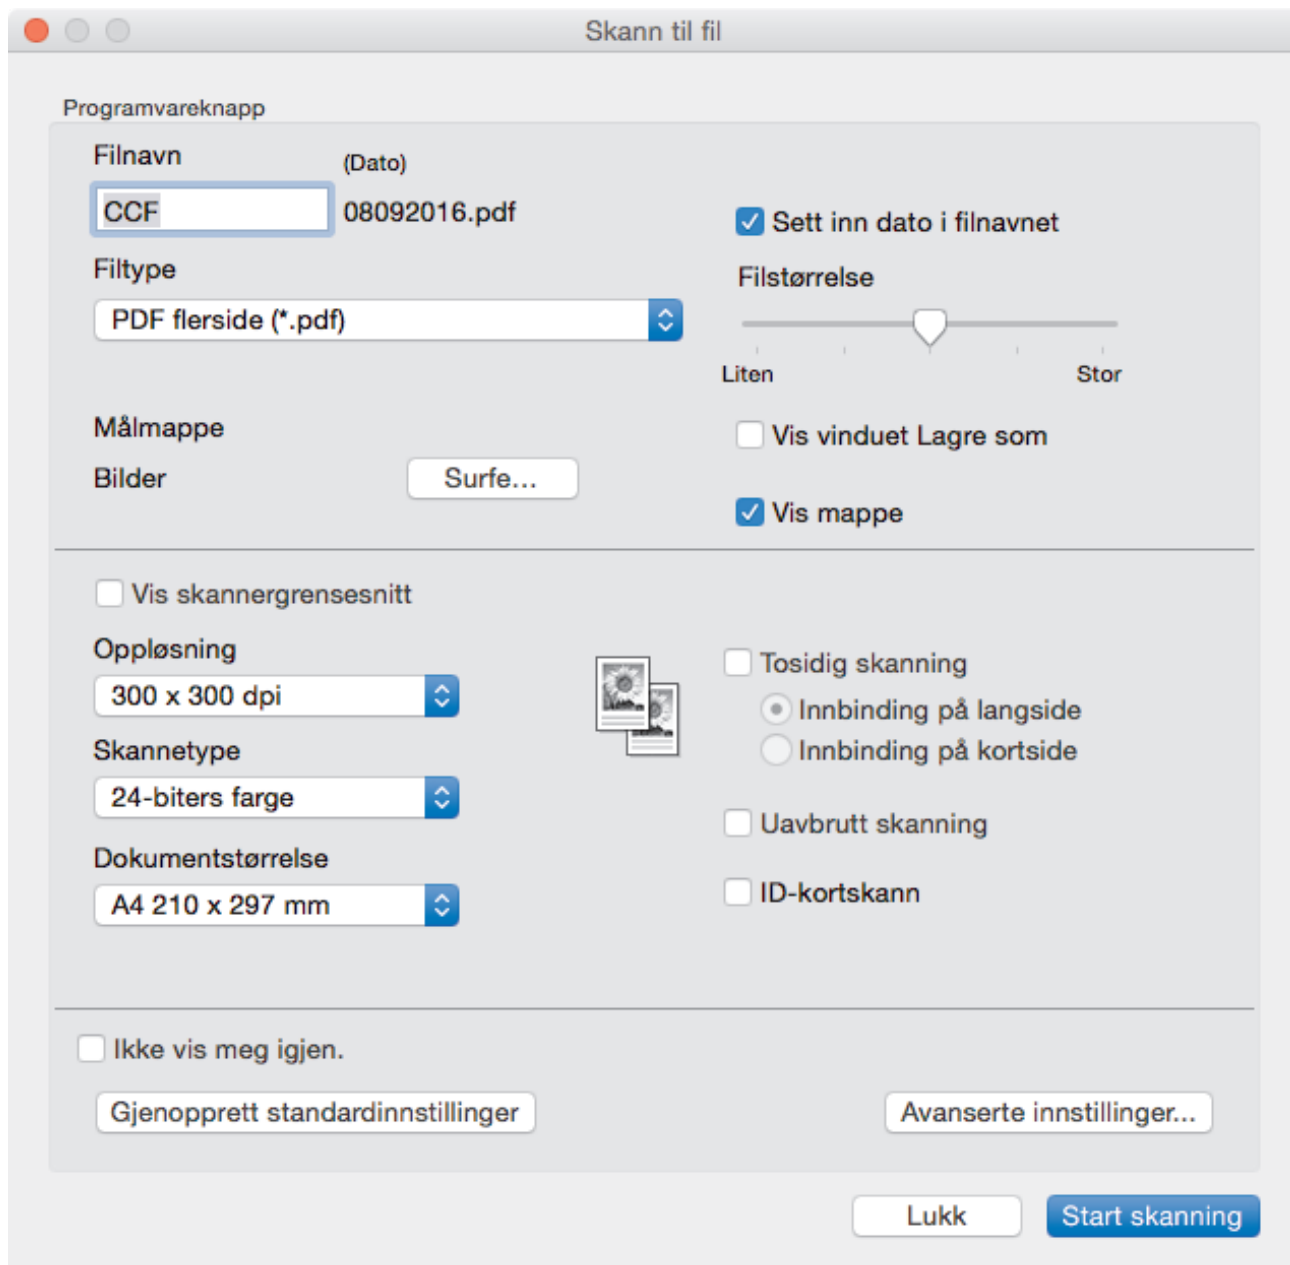 Skann til fil
Programvareknapp
Filnavn
(Dato)
CCF
08092016.pdf
Sett inn dato i filnavnet
Filtype
Filstørrelse
PDF flerside (*.pdf)
Liten
Stor
Målmappe
Vis vinduet Lagre som
Bilder
Surfe...
Vis mappe
Vis skannergrensesnitt
Oppløsning
300 x 300 dpi
Tosidig skanning
Innbinding på langside
Innbinding på kortside
Skannetype
24-biters farge
Uavbrutt skanning
Dokumentstørrelse
A4 210 x 297 mm
ID-kortskann
Ikke vis meg igjen.
Gjenopprett standardinnstillinger
Avanserte innstillinger...
Lukk
Start skanning